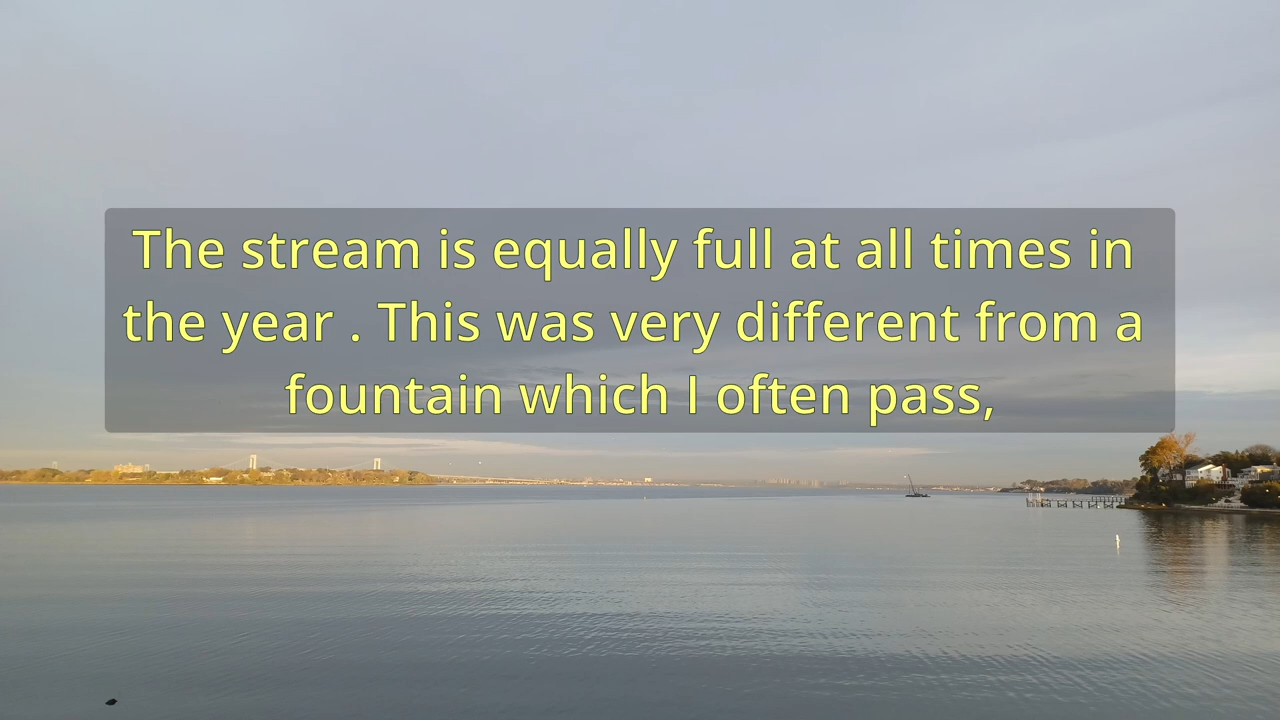 The stream is equally full at all times in
the year . This was very different from a
fountain which I often pass,